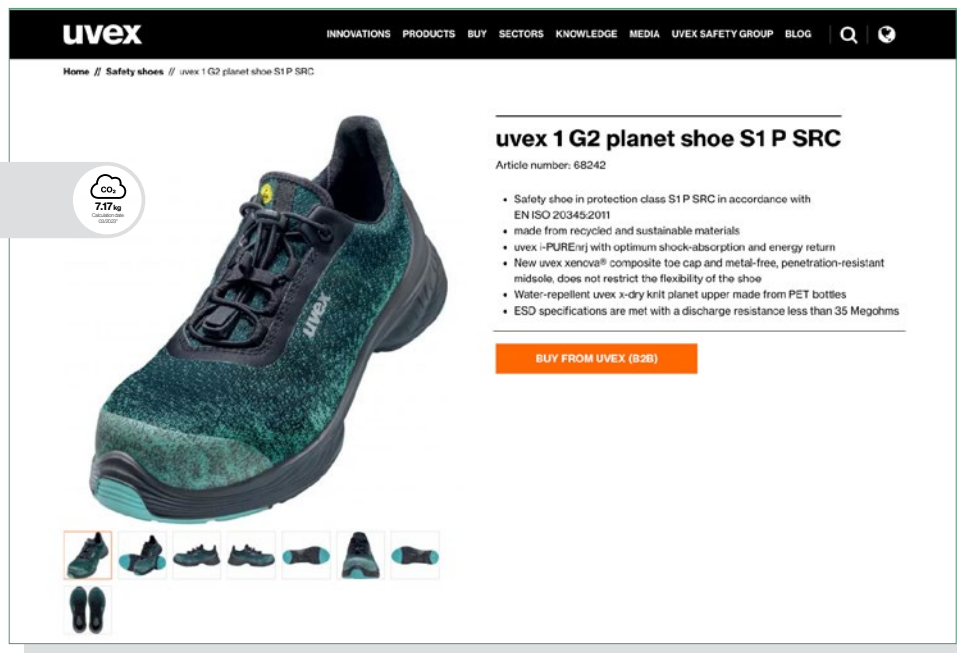 uvex
INNOVATIONS PRODUCTS BUY SECTORS KNOWLEDGE MEDIA UVEX SAFETY GROUP BLOG
Home // Safety shoes // uvex 1 G2 planet shoe S1 P SRC
uvex 1 G2 planet shoe S1 P SRC
Article number: 68242
• Safety shoe in protection class S1 P SRC in accordance with
EN ISO 20345:2011
• made from recycled and sustainable materials
• uvex i-PUREnrj with optimum shock-absorption and energy return
• New uvex xenova® composite toe cap and metal-free, penetration-resistant
midsole, does not restrict the flexibility of the shoe
• Water-repellent uvex x-dry knit planet upper made from PET bottles
• ESD specifications are met with a discharge resistance less than 35 Megohms
BUY FROM UVEX (B2B)
CO₂
7.17 kg
Calculation date
03/2023*
uvex